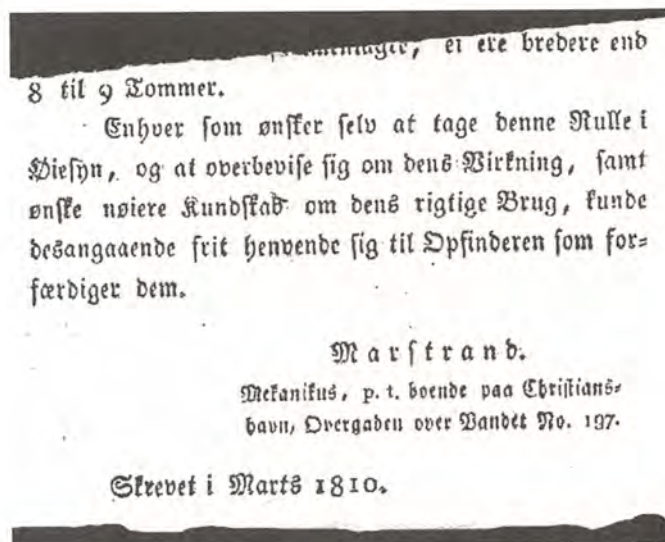 ei ere bredere end
8 til 9 Tommer.
Enhver som ønsker selv at tage denne Rulle i
Øiesyn, og at overbevise sig om dens Virkning, samt
ønske nøiere Kundskab om dens rigtige Brug, kunde
desangaaende frit henvende sig til Opfinderen som for=
færdiger dem.
Marstrand.
Mekanikus, p. t. boende paa Christians=
havn, Overgaden over Vandet No. 197.
Skrevet i Marts 1810.